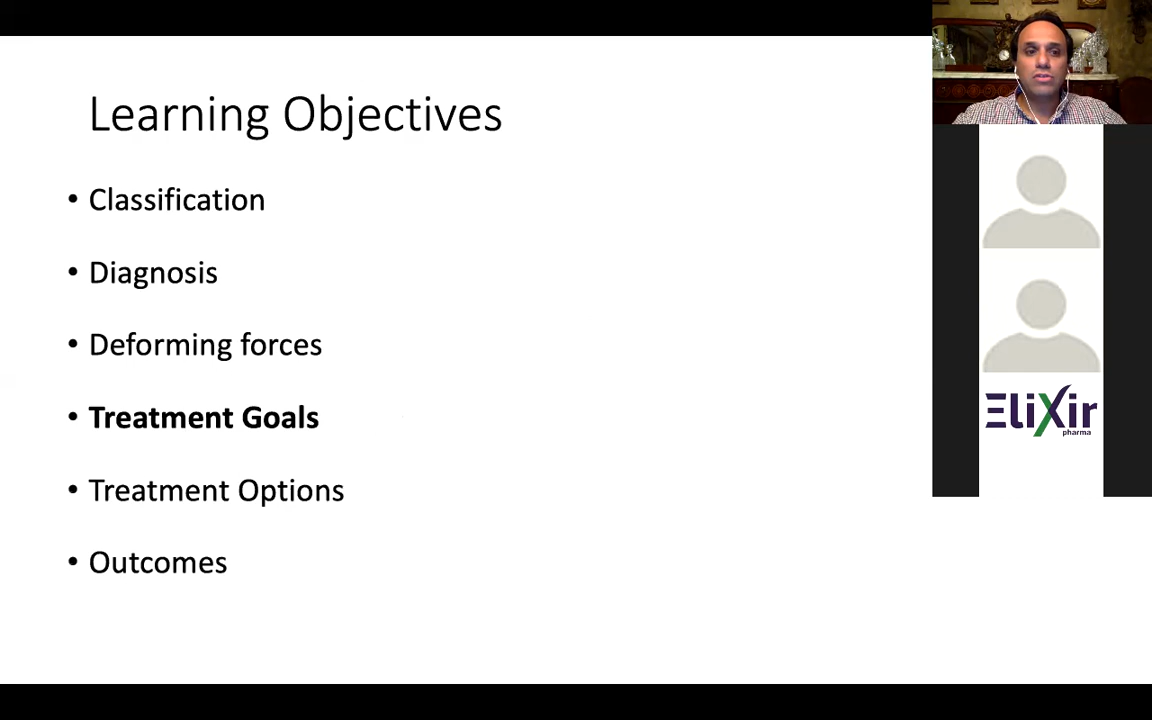 Learning Objectives
• Classification
• Diagnosis
• Deforming forces
• Treatment Goals
• Treatment Options
• Outcomes
EliXir
pharma